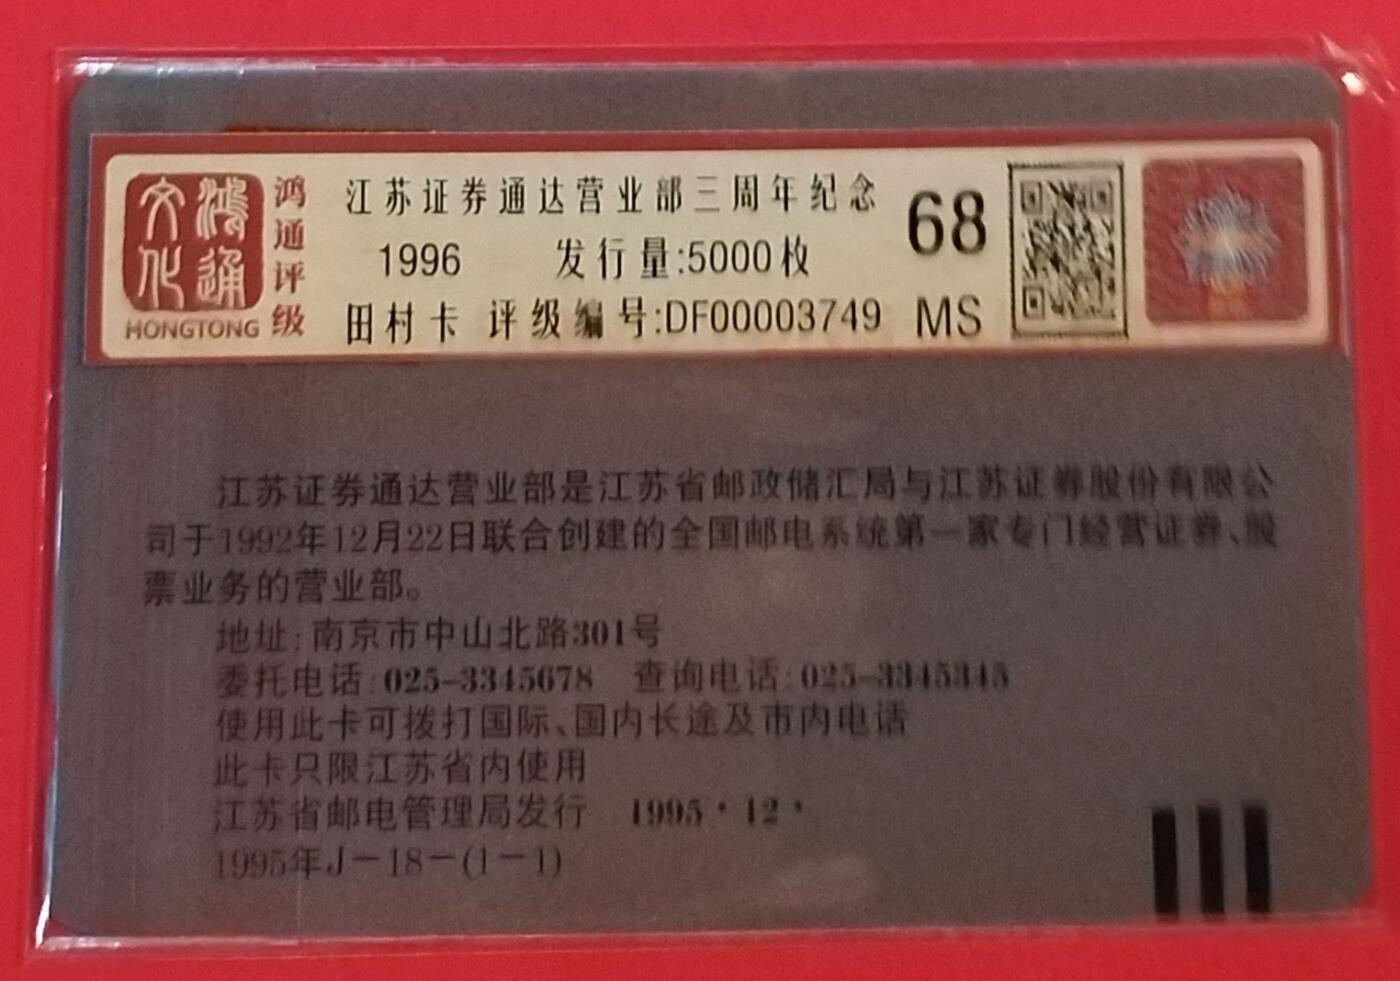 鸿通文化
HONGTONG
鸿通评级
江苏证券通达营业部三周年纪念
1996 发行量:5000枚
田村卡 评级编号:DF00003749
68
MS
江苏证券通达营业部是江苏省邮政储汇局与江苏证券股份有限公
司于1992年12月22日联合创建的全国邮电系统第一家专门经营证券、股
票业务的营业部。
地址:南京市中山北路301号
委托电话:025-3345678 查询电话:025-3345345
使用此卡可拨打国际、国内长途及市内电话
此卡只限江苏省内使用
江苏省邮电管理局发行 1995·12·
1995年J-18-(1-1)